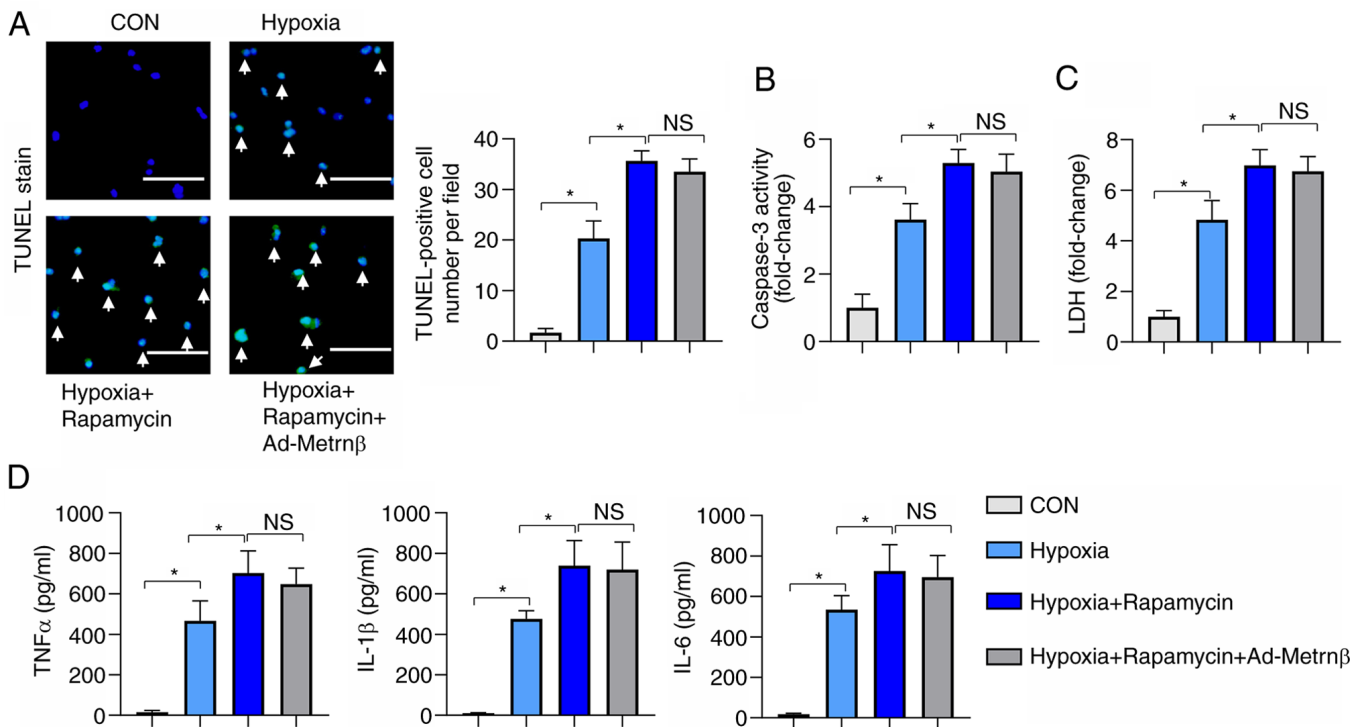 A
CON
Hypoxia
TUNEL stain
Hypoxia+
Rapamycin
Hypoxia+
Rapamycin+
Ad-Metrnβ
TUNEL-positive cell
number per field
40
30
20
10
0
*
*
NS
B
Caspase-3 activity
(fold-change)
6
4
2
0
*
*
NS
C
LDH (fold-change)
8
6
4
2
0
*
*
NS
D
TNFα (pg/ml)
1000
800
600
400
200
0
*
*
NS
IL-1β (pg/ml)
1000
800
600
400
200
0
*
*
NS
IL-6 (pg/ml)
1000
800
600
400
200
0
*
*
NS
CON
Hypoxia
Hypoxia+Rapamycin
Hypoxia+Rapamycin+Ad-Metrnβ